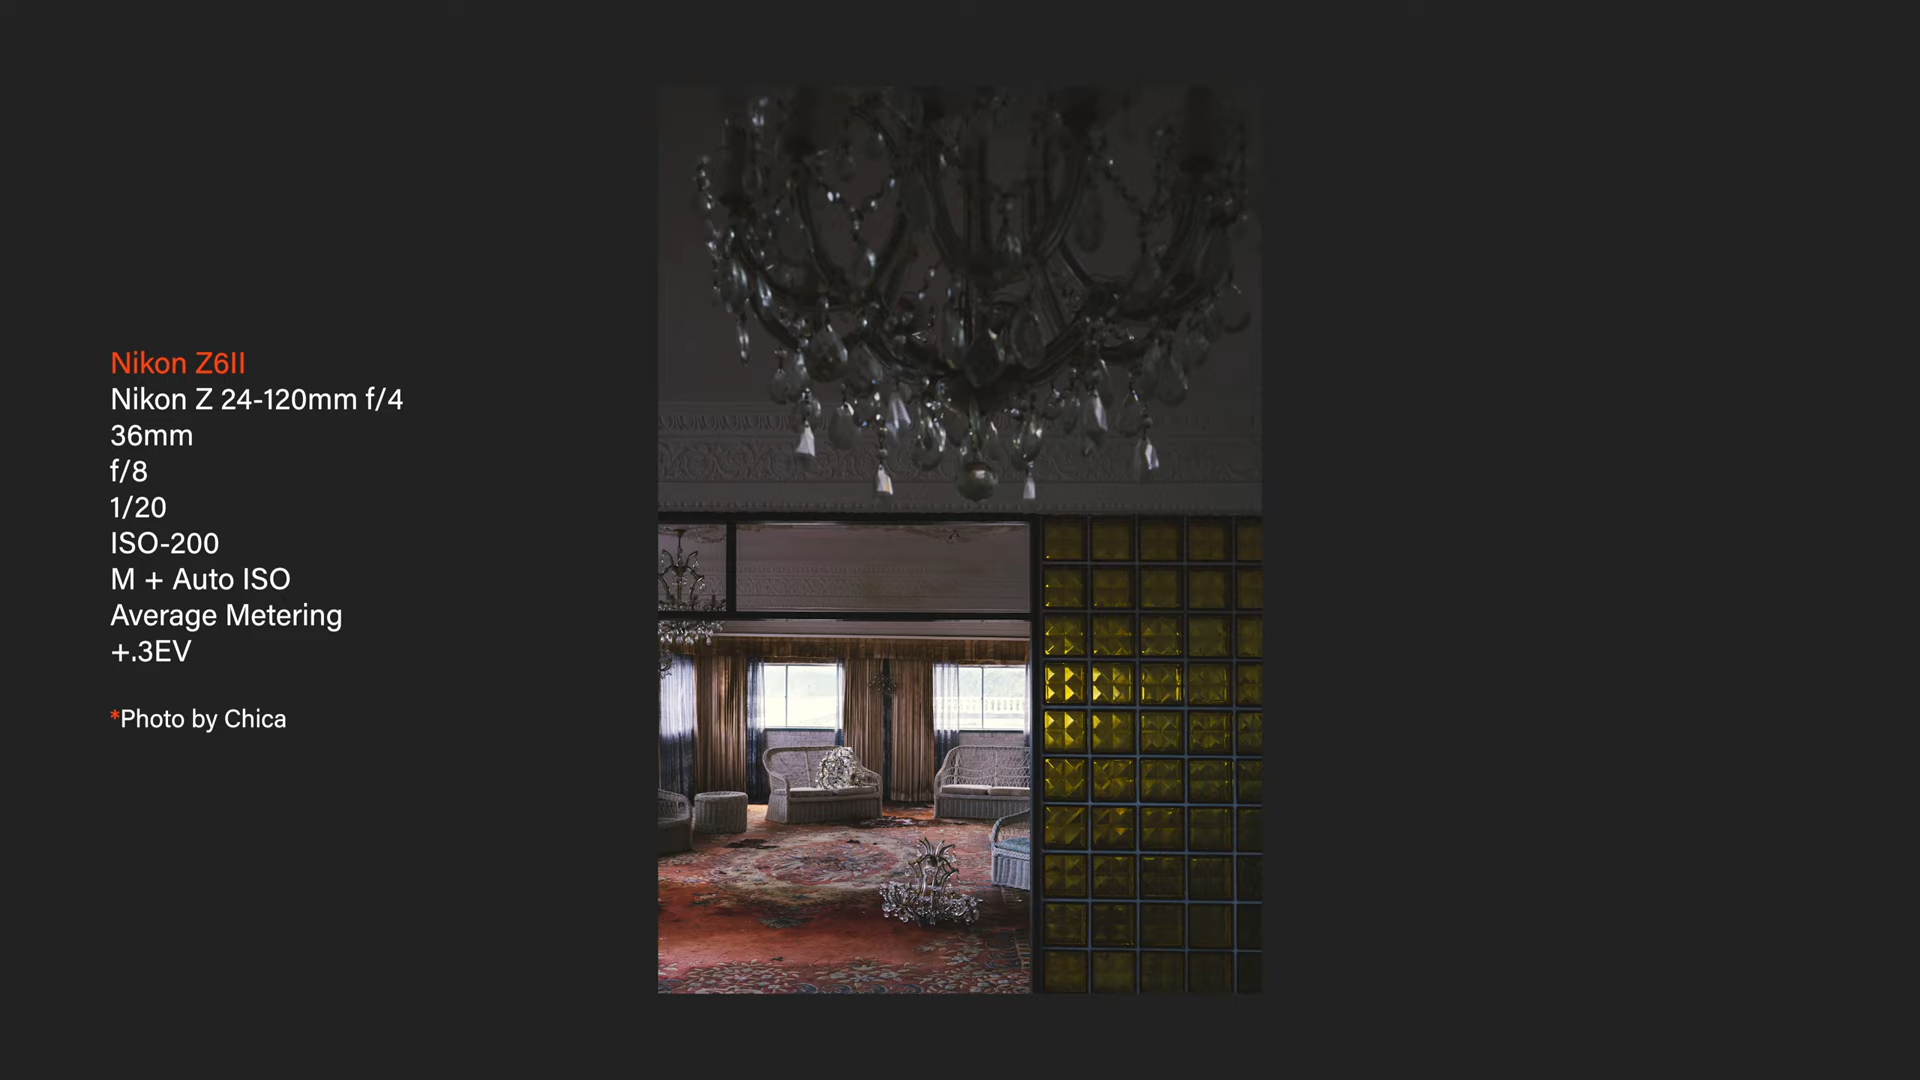 Nikon Z6II
Nikon Z 24-120mm f/4
36mm
f/8
1/20
ISO-200
M + Auto ISO
Average Metering
+.3EV
*Photo by Chica